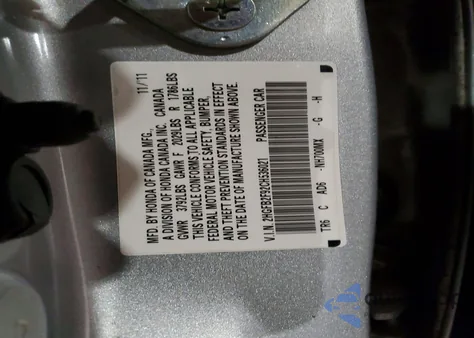 MFD. BY HONDA OF CANADA MFG.
A DIVISION OF HONDA CANADA INC. CANADA 11/11
GVWR 3792LBS GAWR F 2029LBS R 1786LBS
THIS VEHICLE CONFORMS TO ALL APPLICABLE
FEDERAL MOTOR VEHICLE SAFETY, BUMPER,
AND THEFT PREVENTION STANDARDS IN EFFECT
ON THE DATE OF MANUFACTURE SHOWN ABOVE.
V.I.N. 2HGFB2F92CH536021 PASSENGER CAR
TR6 C AD6 -NH700MX -G -H